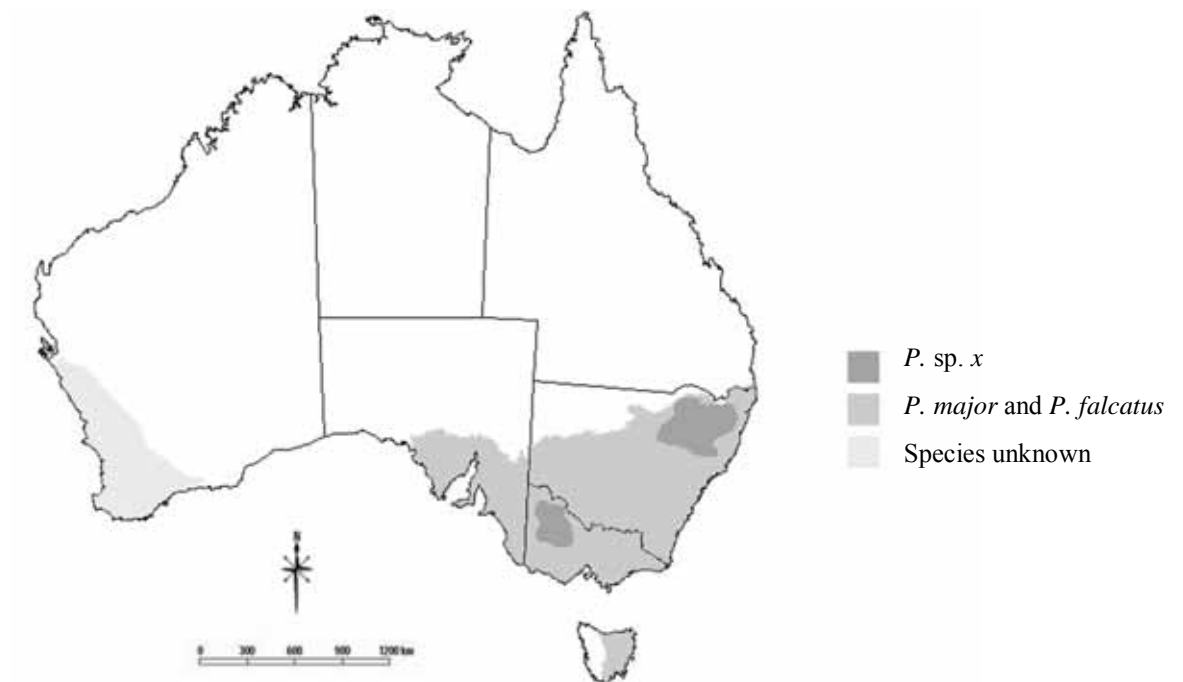 P. sp. x
P. major and P. falcatus
Species unknown
N
0 300 600 900 1200 km